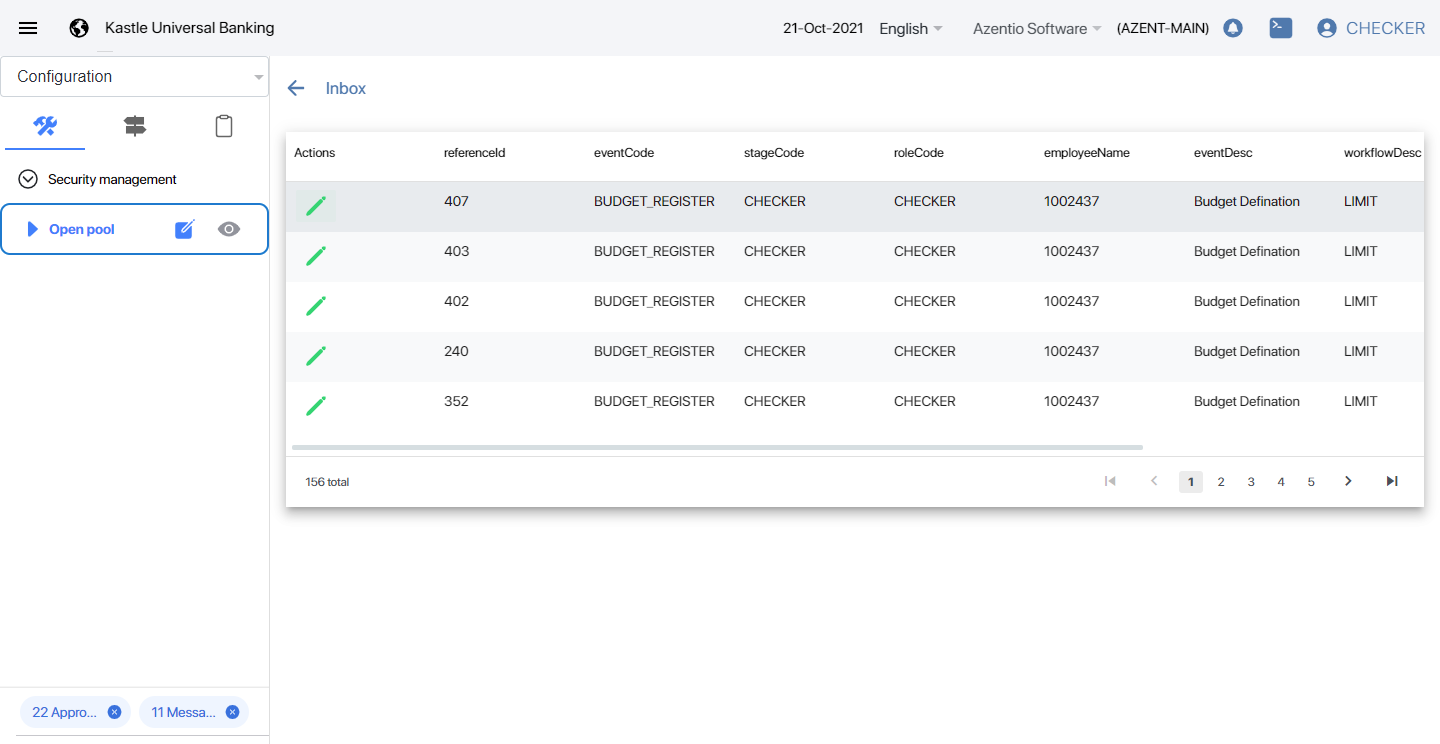 Kastle Universal Banking
21-Oct-2021 English Azentio Software (AZENT-MAIN) CHECKER
Configuration
Security management
Open pool
22 Appro...
11 Messa...
Inbox
Actions referenceId eventCode stageCode roleCode employeeName eventDesc workflowDesc
407 BUDGET_REGISTER CHECKER CHECKER 1002437 Budget Defination LIMIT
403 BUDGET_REGISTER CHECKER CHECKER 1002437 Budget Defination LIMIT
402 BUDGET_REGISTER CHECKER CHECKER 1002437 Budget Defination LIMIT
240 BUDGET_REGISTER CHECKER CHECKER 1002437 Budget Defination LIMIT
352 BUDGET_REGISTER CHECKER CHECKER 1002437 Budget Defination LIMIT
156 total 1 2 3 4 5